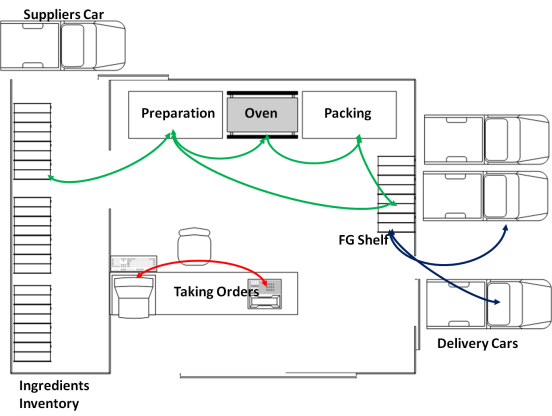 Suppliers Car
Preparation
Oven
Packing
FG Shelf
Taking Orders
Delivery Cars
Ingredients
Inventory